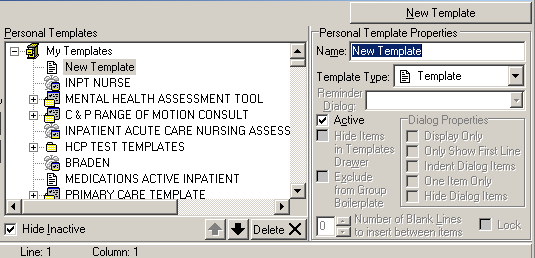 New Template
Personal Templates
My Templates
New Template
INPT NURSE
MENTAL HEALTH ASSESSMENT TOOL
C & P RANGE OF MOTION CONSULT
INPATIENT ACUTE CARE NURSING ASSESS
HCP TEST TEMPLATES
BRADEN
MEDICATIONS ACTIVE INPATIENT
PRIMARY CARE TEMPLATE
Hide Inactive
Delete
Personal Template Properties
Name: New Template
Template Type: Template
Reminder
Dialog:
Active
Hide Items
in Templates
Drawer
Exclude
from Group
Boilerplate
Dialog Properties
Display Only
Only Show First Line
Indent Dialog Items
One Item Only
Hide Dialog Items
0 Number of Blank Lines
to insert between items
Lock
Line: 1 Column: 1